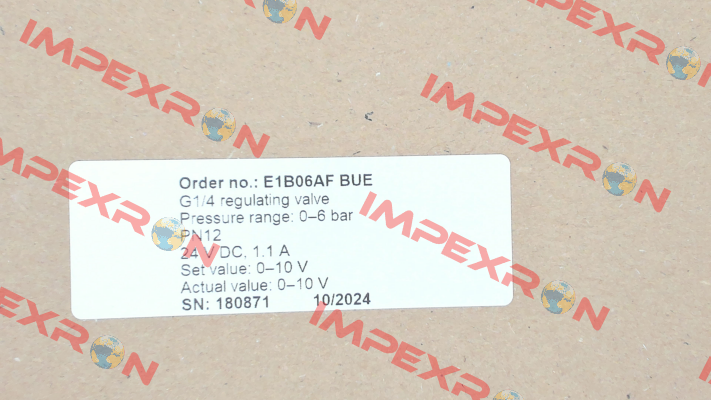 IMPEXRON
IMPEXRON
IMPEXRON
Order no.: E1B06AF BUE
G1/4 regulating valve
Pressure range: 0–6 bar
PN12
24 V DC, 1.1 A
Set value: 0–10 V
Actual value: 0–10 V
SN: 180871 10/2024
IMPEXRON
IMPEXRON